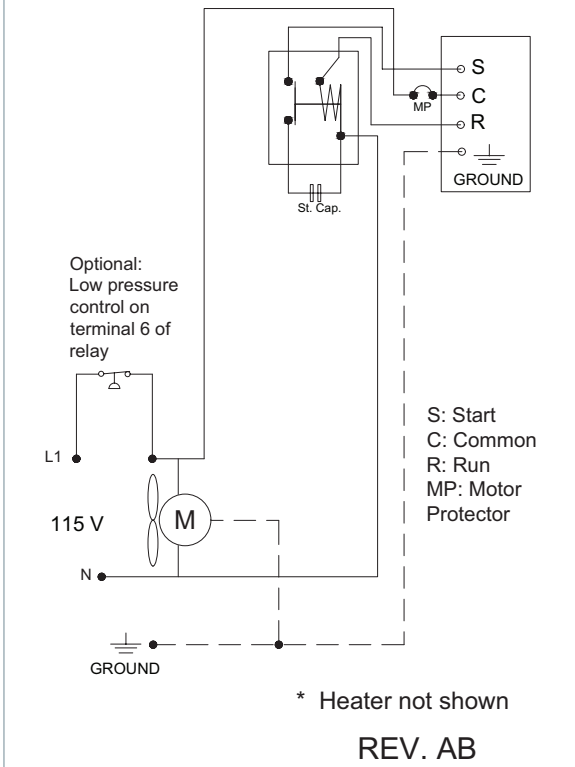 S
C
MP
R
GROUND
St. Cap.
Optional:
Low pressure
control on
terminal 6 of
relay
L1
115 V
M
N
S: Start
C: Common
R: Run
MP: Motor
Protector
GROUND
* Heater not shown
REV. AB